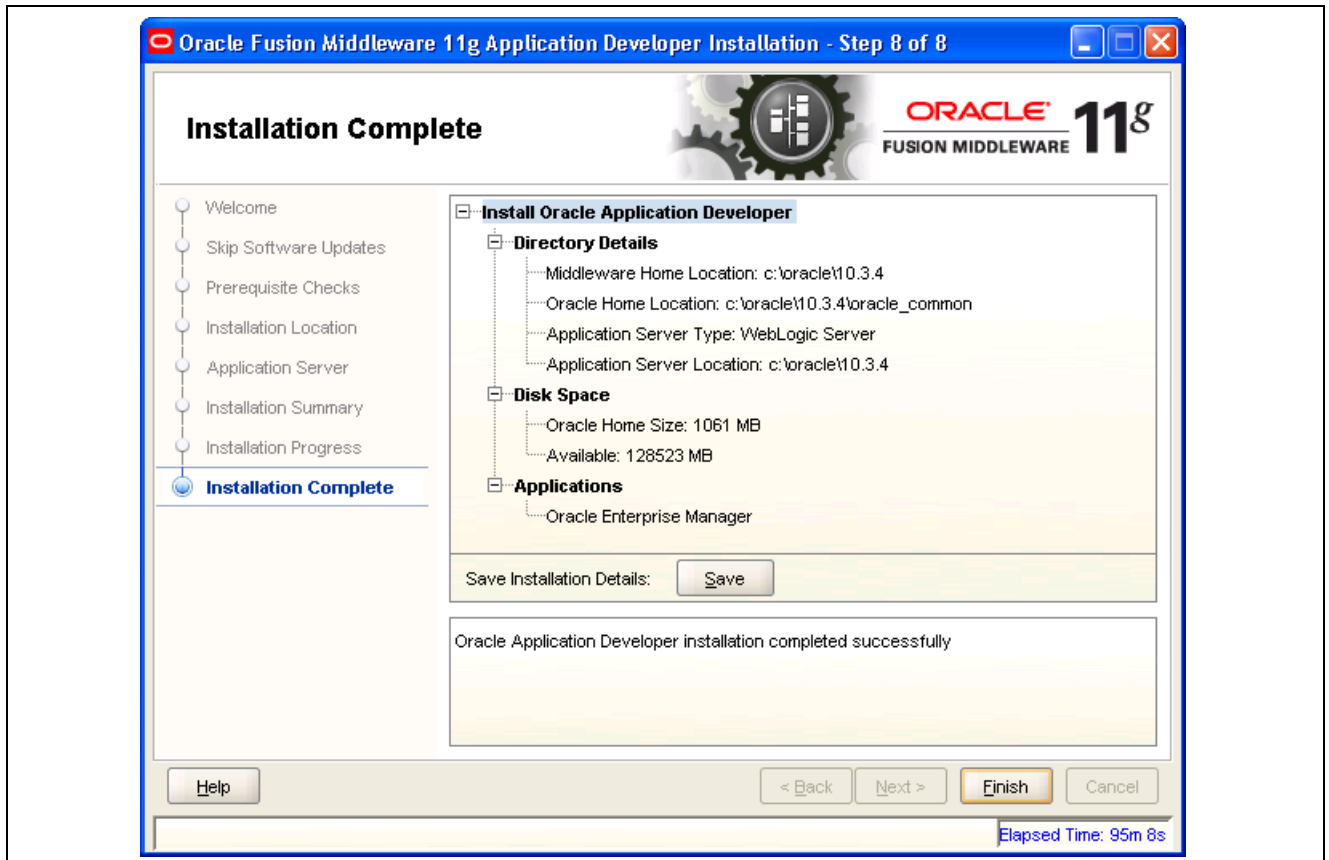 Oracle Fusion Middleware 11g Application Developer Installation - Step 8 of 8
Installation Complete
ORACLE
FUSION MIDDLEWARE
11g
Welcome
Skip Software Updates
Prerequisite Checks
Installation Location
Application Server
Installation Summary
Installation Progress
Installation Complete
Install Oracle Application Developer
Directory Details
Middleware Home Location: c:\oracle\10.3.4
Oracle Home Location: c:\oracle\10.3.4\oracle_common
Application Server Type: WebLogic Server
Application Server Location: c:\oracle\10.3.4
Disk Space
Oracle Home Size: 1061 MB
Available: 128523 MB
Applications
Oracle Enterprise Manager
Save Installation Details: Save
Oracle Application Developer installation completed successfully
Help < Back Next > Finish Cancel
Elapsed Time: 95m 8s